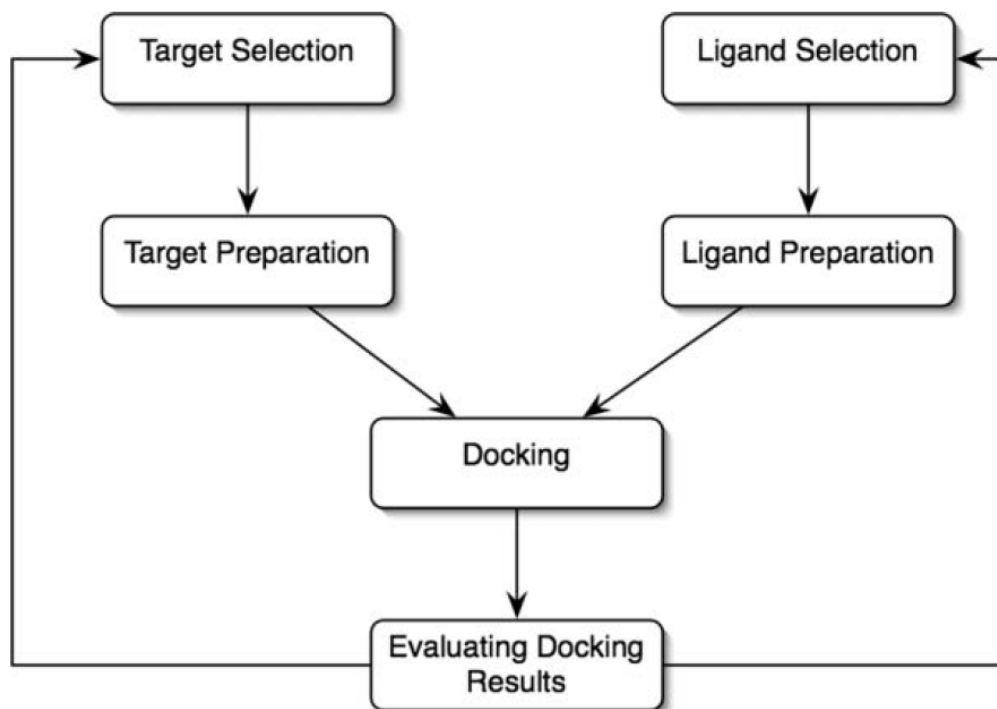 Target Selection
Ligand Selection
Target Preparation
Ligand Preparation
Docking
Evaluating Docking
Results